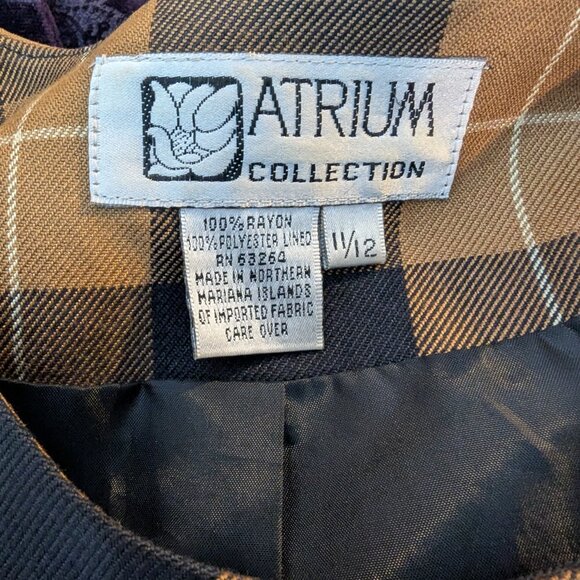 ATRIUM
COLLECTION
100% RAYON
100% POLYESTER LINED
RN 63264
MADE IN NORTHERN
MARIANA ISLANDS
OF IMPORTED FABRIC
CARE OVER
11/12